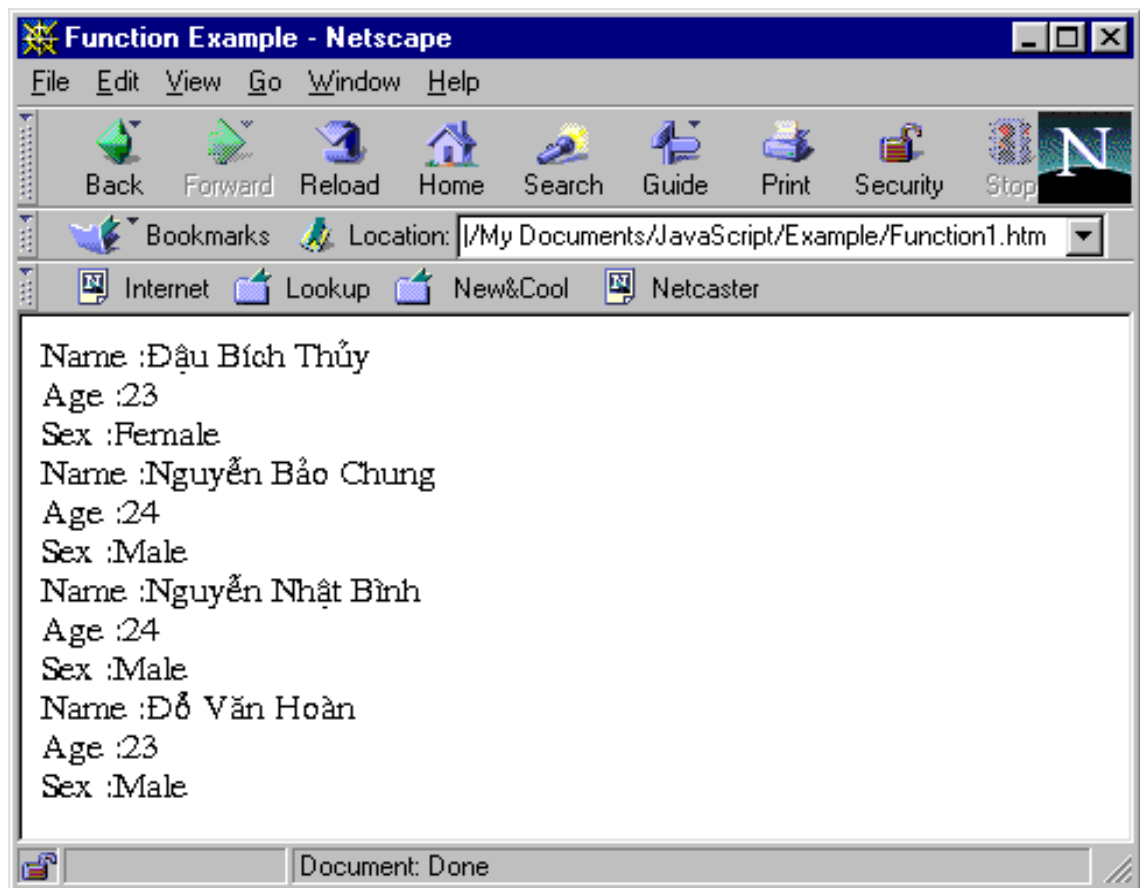 Function Example - Netscape
File Edit View Go Window Help
Back Forward Reload Home Search Guide Print Security Stop N
Bookmarks Location: |/My Documents/JavaScript/Example/Function1.htm
Internet Lookup New&Cool Netcaster
Name :Đậu Bích Thủy
Age :23
Sex :Female
Name :Nguyễn Bảo Chung
Age :24
Sex :Male
Name :Nguyễn Nhật Bình
Age :24
Sex :Male
Name :Đỗ Văn Hoàn
Age :23
Sex :Male
Document: Done